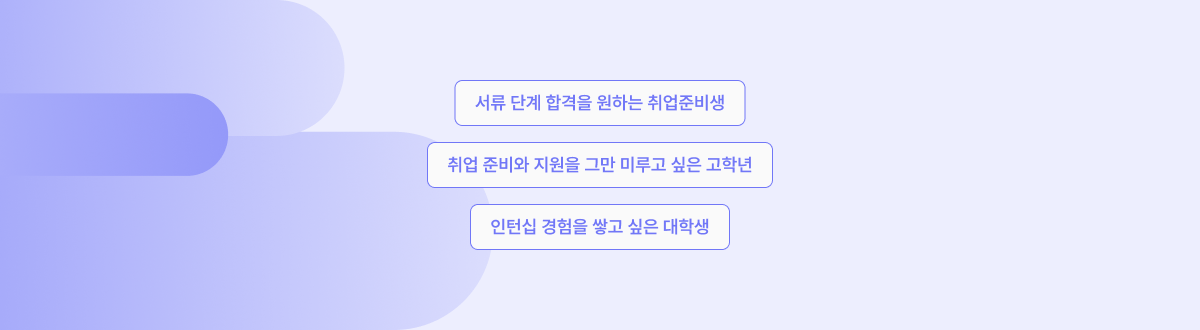 서류 단계 합격을 원하는 취업준비생
취업 준비와 지원을 그만 미루고 싶은 고학년
인턴십 경험을 쌓고 싶은 대학생